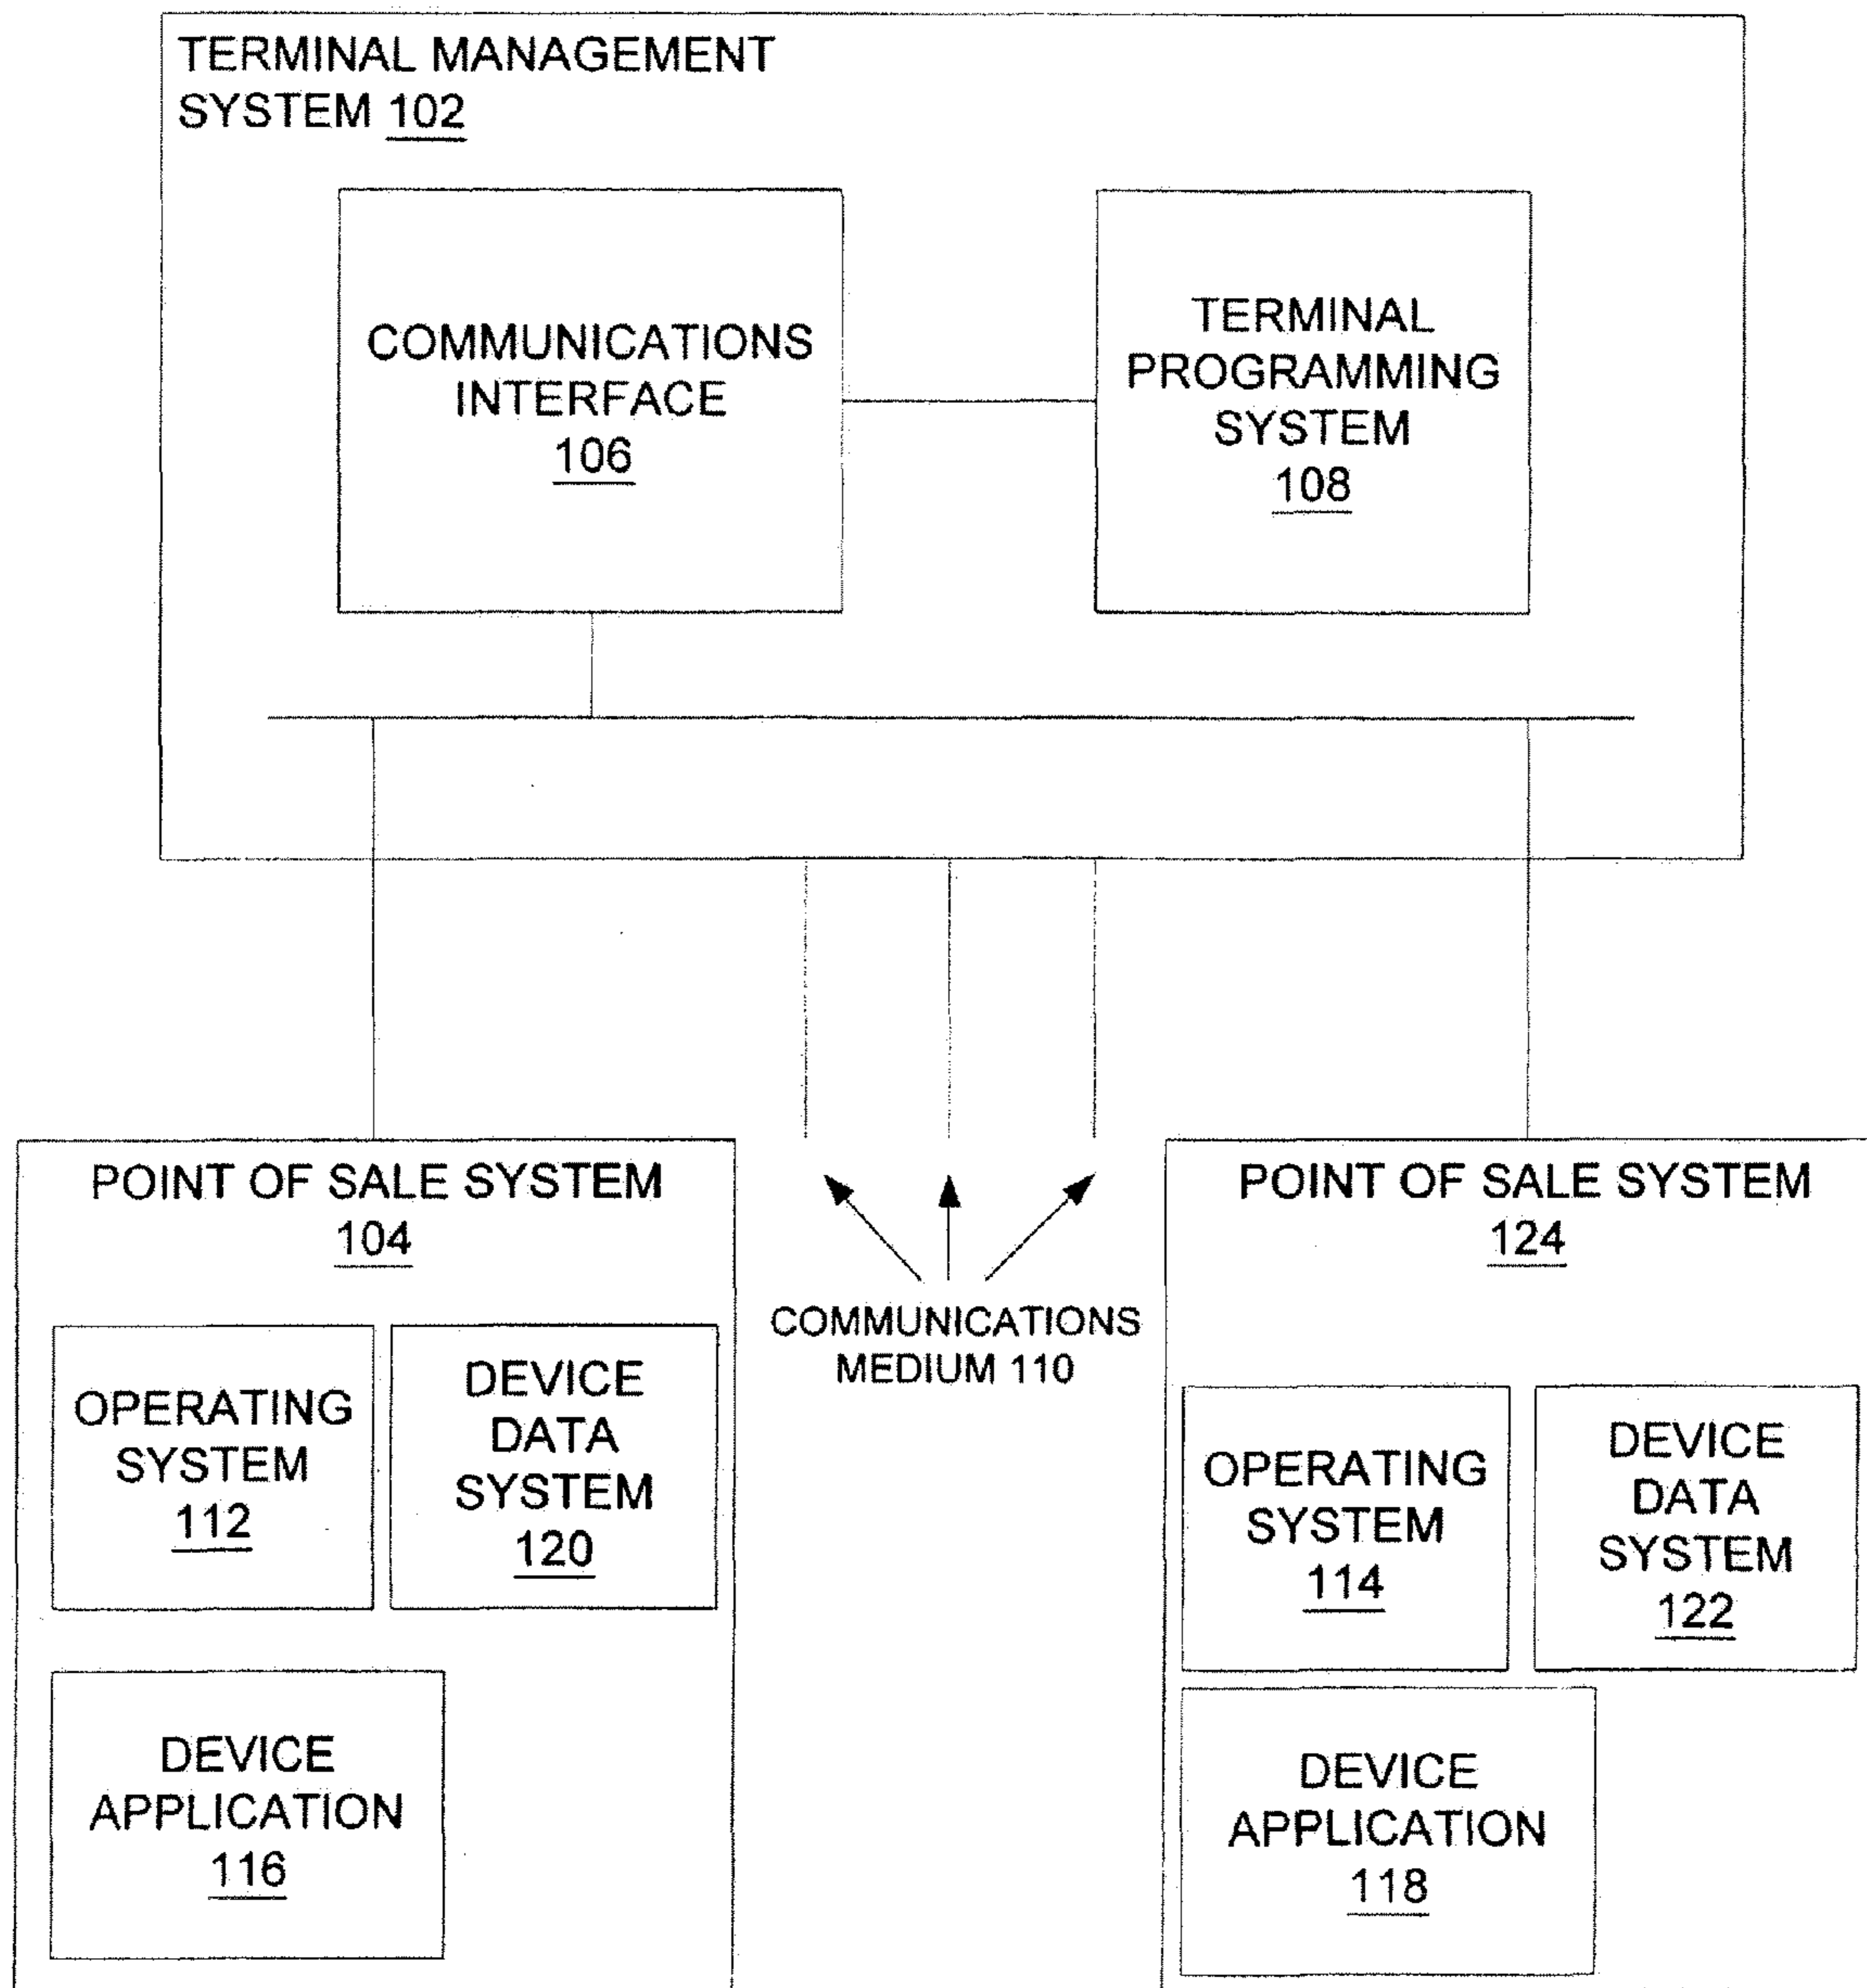 TERMINAL MANAGEMENT
SYSTEM 102
COMMUNICATIONS
INTERFACE
106
TERMINAL
PROGRAMMING
SYSTEM
108
POINT OF SALE SYSTEM
104
OPERATING
SYSTEM
112
DEVICE
DATA
SYSTEM
120
DEVICE
APPLICATION
116
COMMUNICATIONS
MEDIUM 110
POINT OF SALE SYSTEM
124
OPERATING
SYSTEM
114
DEVICE
DATA
SYSTEM
122
DEVICE
APPLICATION
118